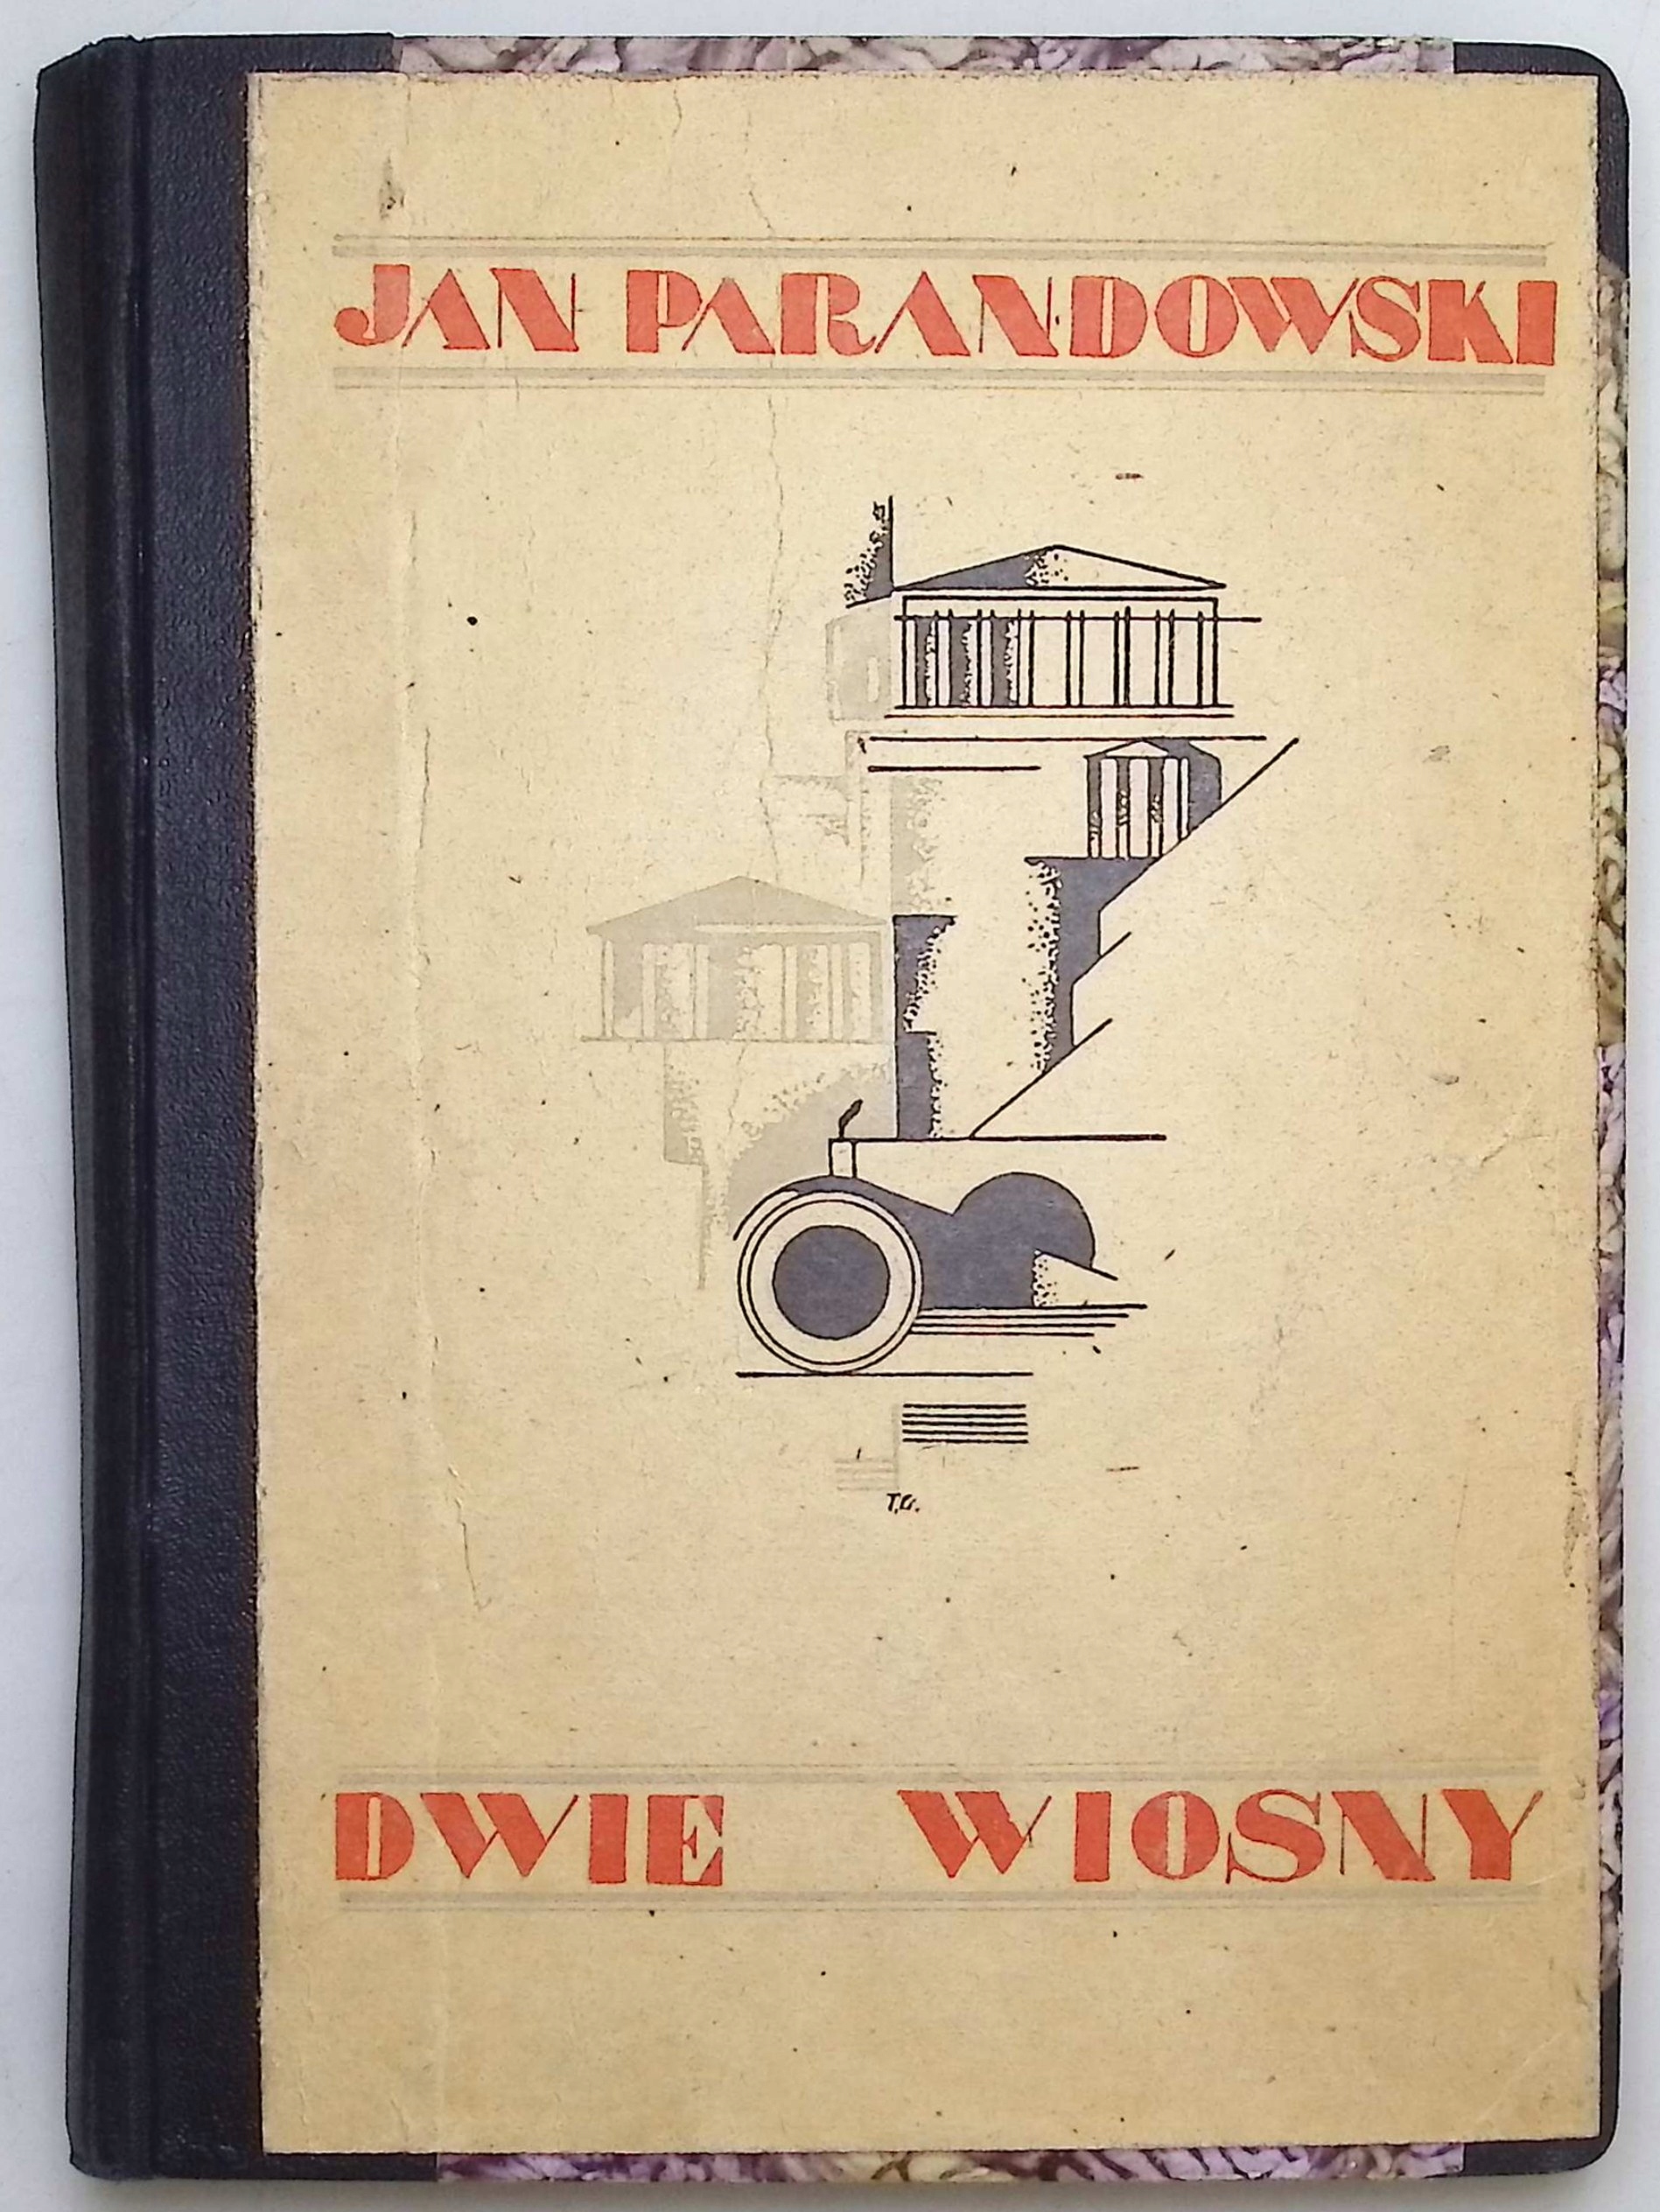 JAN PARANDOWSKI
T.G.
DWIE WIOSNY